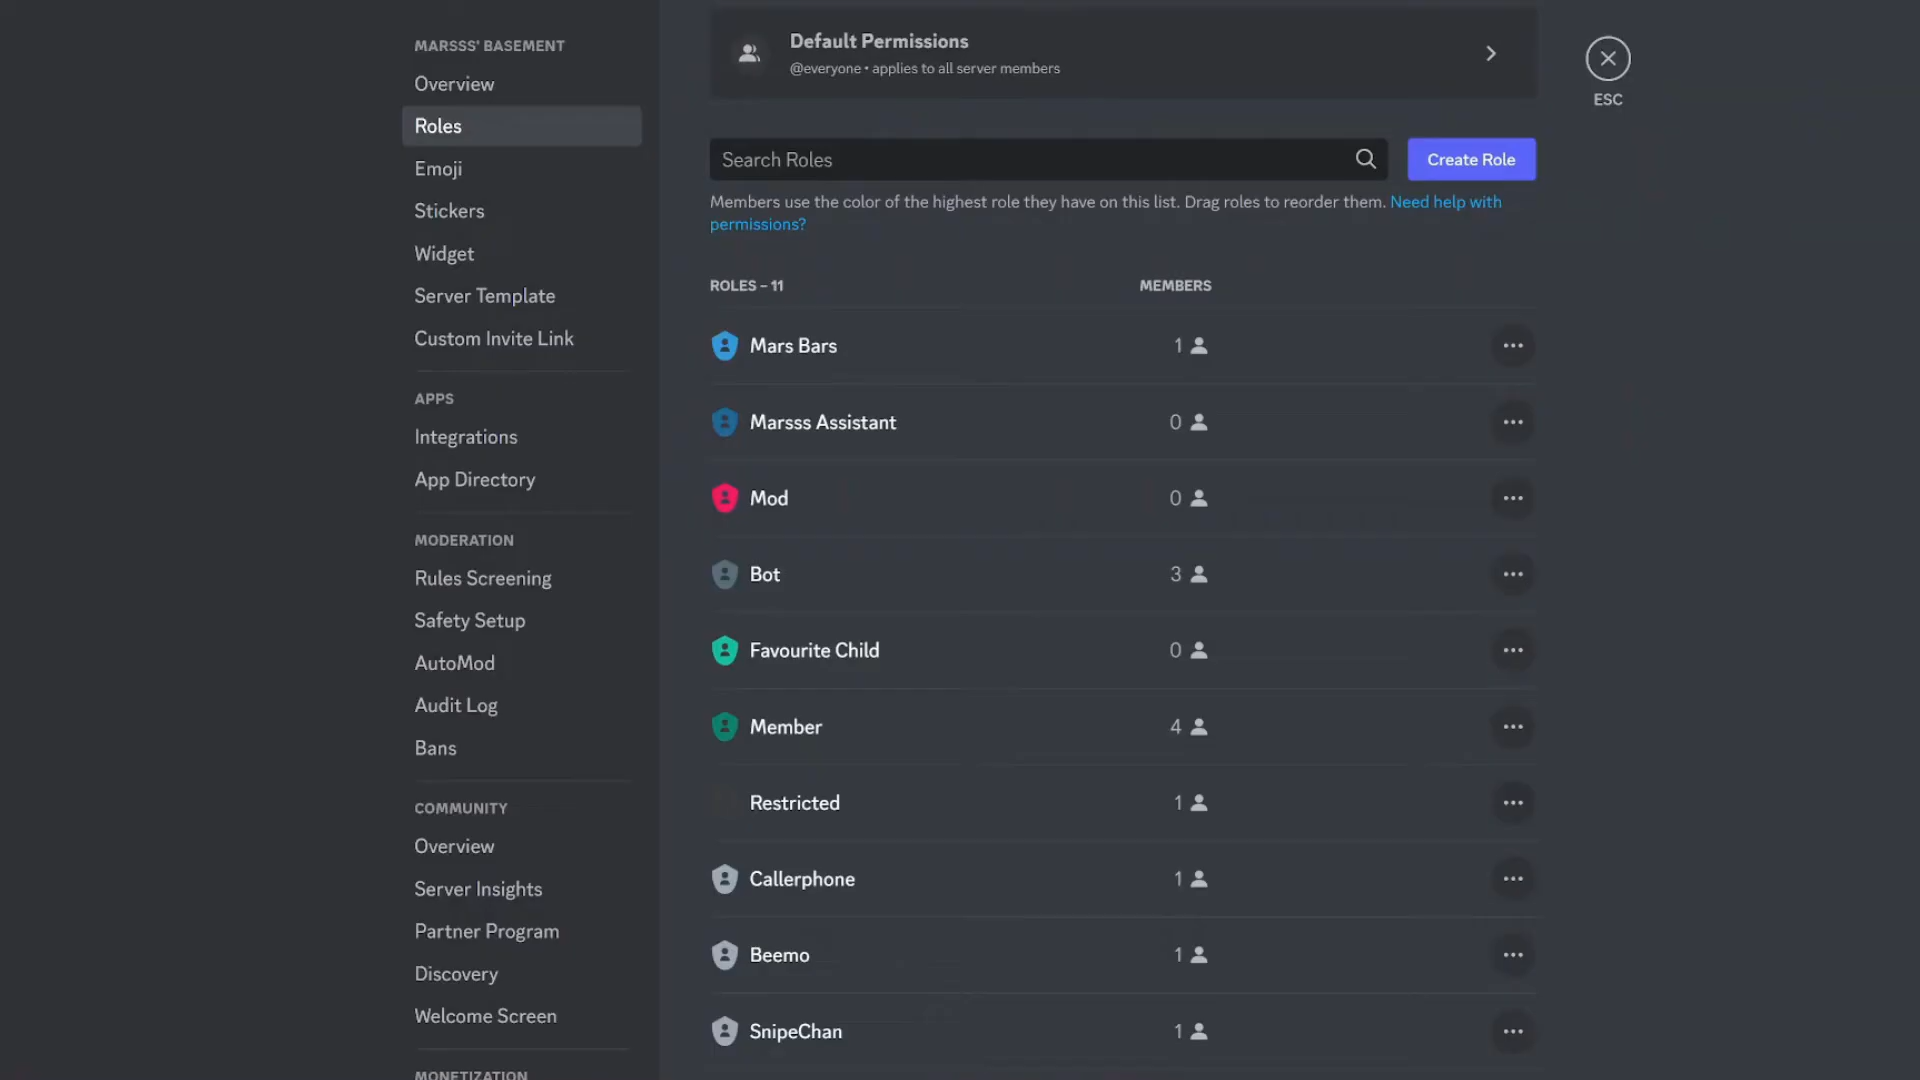 MARSSS' BASEMENT
Overview
Roles
Emoji
Stickers
Widget
Server Template
Custom Invite Link
APPS
Integrations
App Directory
MODERATION
Rules Screening
Safety Setup
AutoMod
Audit Log
Bans
COMMUNITY
Overview
Server Insights
Partner Program
Discovery
Welcome Screen
MONETIZATION
Default Permissions
@everyone • applies to all server members
ESC
Search Roles
Create Role
Members use the color of the highest role they have on this list. Drag roles to reorder them. Need help with
permissions?
ROLES – 11 MEMBERS
Mars Bars 1
Marsss Assistant 0
Mod 0
Bot 3
Favourite Child 0
Member 4
Restricted 1
Callerphone 1
Beemo 1
SnipeChan 1